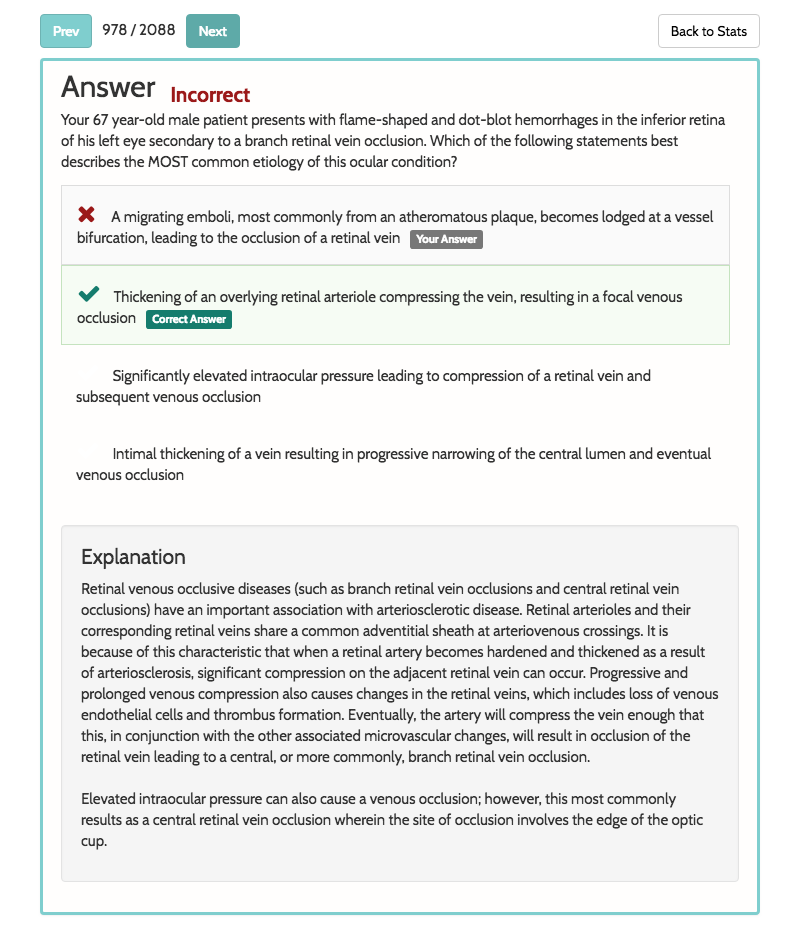 Prev 978 / 2088 Next Back to Stats
Answer Incorrect
Your 67 year-old male patient presents with flame-shaped and dot-blot hemorrhages in the inferior retina
of his left eye secondary to a branch retinal vein occlusion. Which of the following statements best
describes the MOST common etiology of this ocular condition?
A migrating emboli, most commonly from an atheromatous plaque, becomes lodged at a vessel
bifurcation, leading to the occlusion of a retinal vein Your Answer
Thickening of an overlying retinal arteriole compressing the vein, resulting in a focal venous
occlusion Correct Answer
Significantly elevated intraocular pressure leading to compression of a retinal vein and
subsequent venous occlusion
Intimal thickening of a vein resulting in progressive narrowing of the central lumen and eventual
venous occlusion
Explanation
Retinal venous occlusive diseases (such as branch retinal vein occlusions and central retinal vein
occlusions) have an important association with arteriosclerotic disease. Retinal arterioles and their
corresponding retinal veins share a common adventitial sheath at arteriovenous crossings. It is
because of this characteristic that when a retinal artery becomes hardened and thickened as a result
of arteriosclerosis, significant compression on the adjacent retinal vein can occur. Progressive and
prolonged venous compression also causes changes in the retinal veins, which includes loss of venous
endothelial cells and thrombus formation. Eventually, the artery will compress the vein enough that
this, in conjunction with the other associated microvascular changes, will result in occlusion of the
retinal vein leading to a central, or more commonly, branch retinal vein occlusion.
Elevated intraocular pressure can also cause a venous occlusion; however, this most commonly
results as a central retinal vein occlusion wherein the site of occlusion involves the edge of the optic
cup.